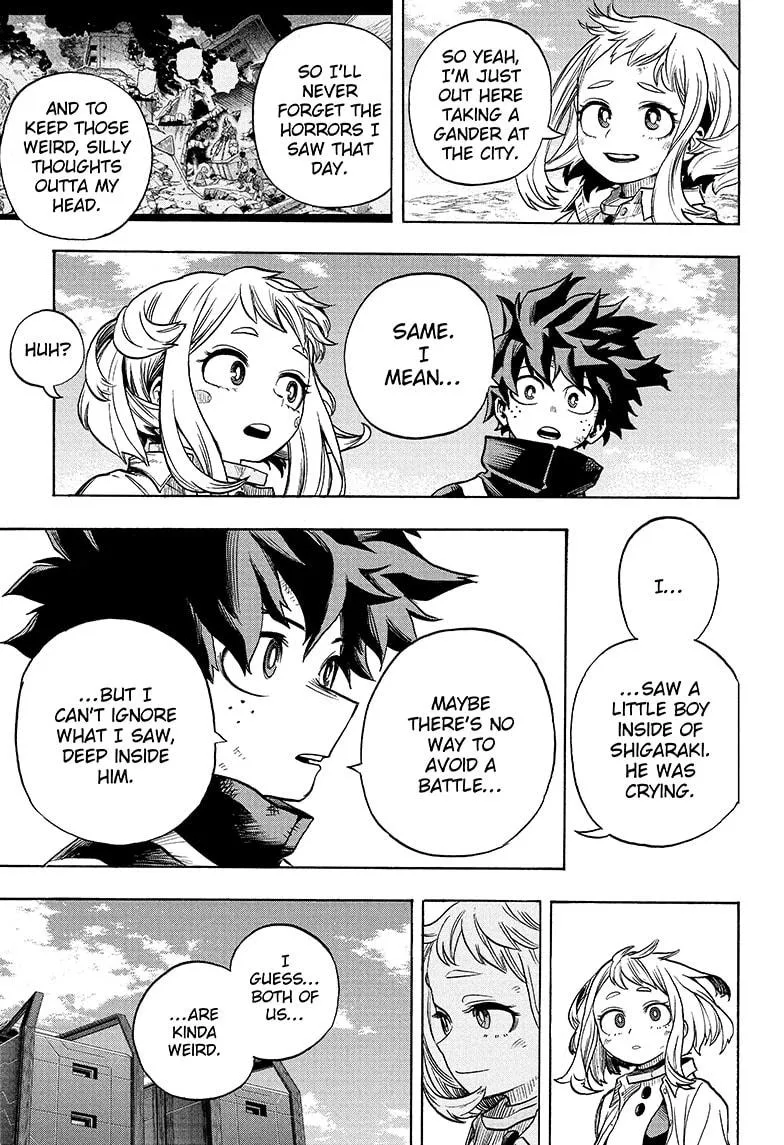 SO YEAH,
I'M JUST
OUT HERE
TAKING A
GANDER AT
THE CITY.
SO I'LL
NEVER
FORGET THE
HORRORS I
SAW THAT
DAY.
AND TO
KEEP THOSE
WEIRD, SILLY
THOUGHTS
OUTTA MY
HEAD.
SAME.
I
MEAN...
HUH?
I...
...SAW A
LITTLE BOY
INSIDE OF
SHIGARAKI.
HE WAS
CRYING.
MAYBE
THERE'S NO
WAY TO
AVOID A
BATTLE...
...BUT I
CAN'T IGNORE
WHAT I SAW,
DEEP INSIDE
HIM.
I
GUESS...
BOTH OF
US...
...ARE
KINDA
WEIRD.